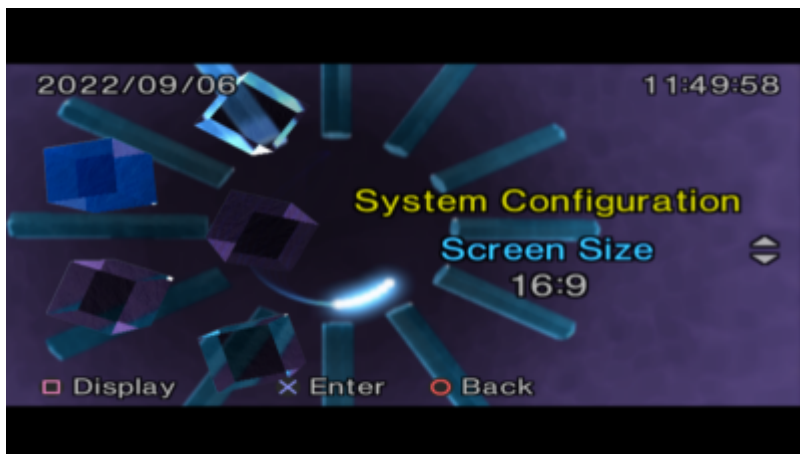 2022/09/06 11:49:58
System Configuration
Screen Size
16:9
Display Enter Back